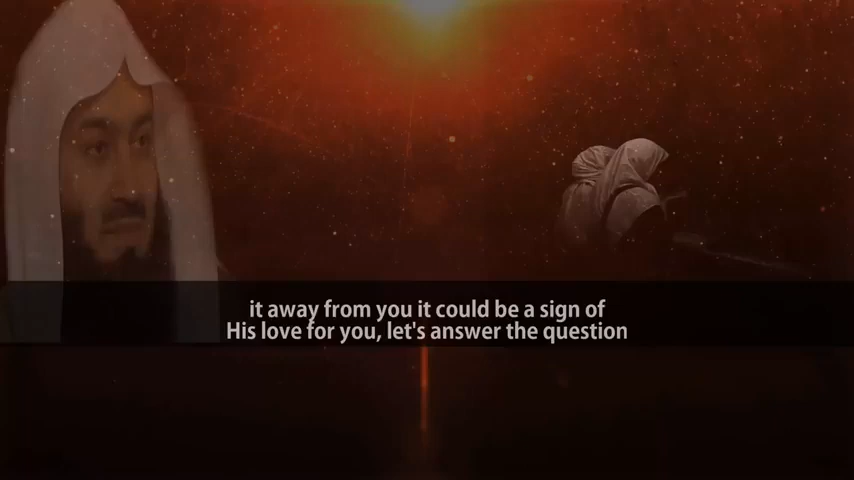 it away from you it could be a sign of
His love for you, let's answer the question